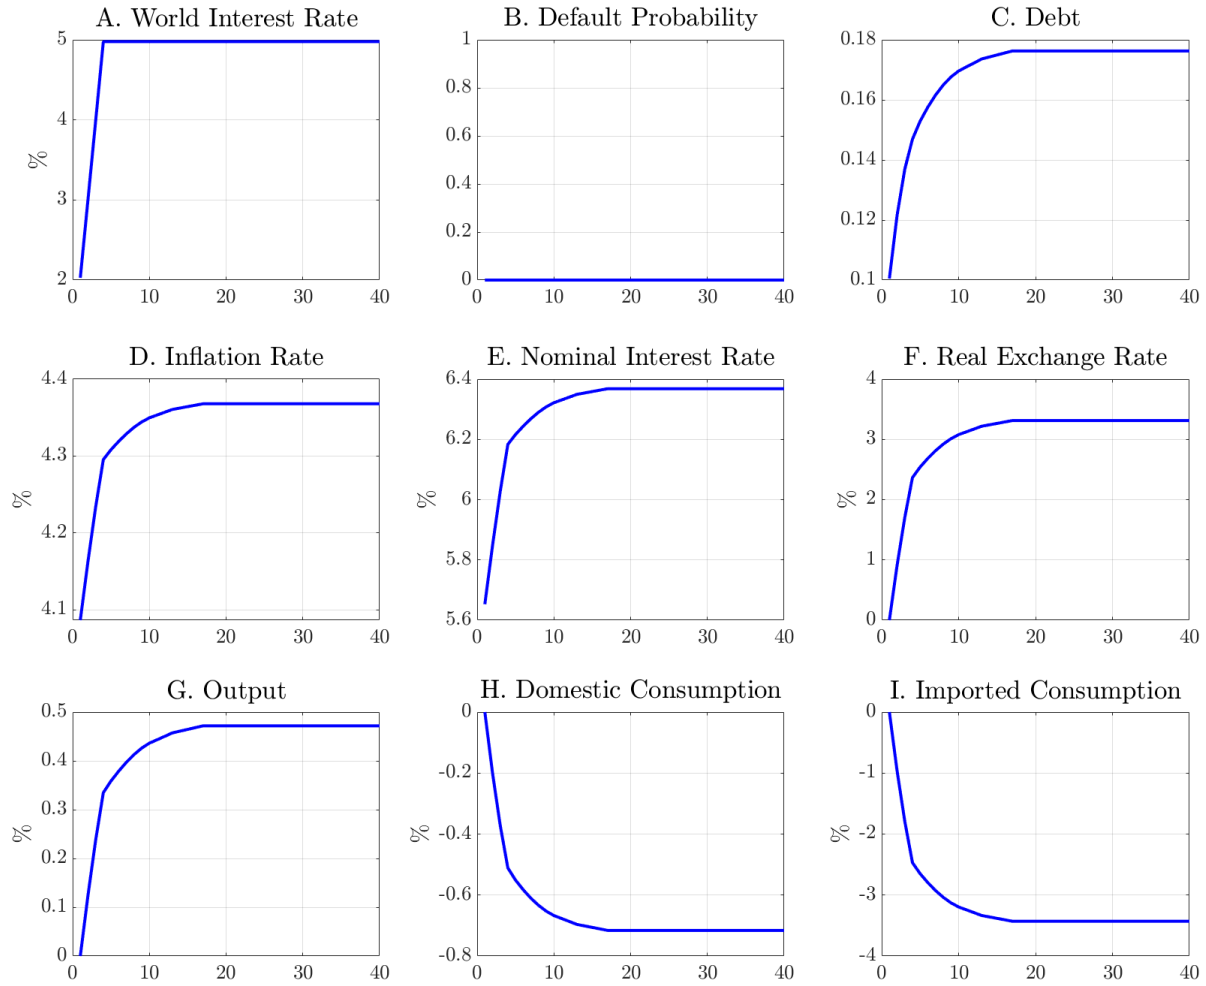 A. World Interest Rate
5
4
3
2
%
0 10 20 30 40
B. Default Probability
1
0.8
0.6
0.4
0.2
0
0 10 20 30 40
C. Debt
0.18
0.16
0.14
0.12
0.1
0 10 20 30 40
D. Inflation Rate
4.4
4.3
4.2
4.1
%
0 10 20 30 40
E. Nominal Interest Rate
6.4
6.2
6
5.8
5.6
%
0 10 20 30 40
F. Real Exchange Rate
4
3
2
1
0
%
0 10 20 30 40
G. Output
0.5
0.4
0.3
0.2
0.1
0
%
0 10 20 30 40
H. Domestic Consumption
0
-0.2
-0.4
-0.6
-0.8
%
0 10 20 30 40
I. Imported Consumption
0
-1
-2
-3
-4
%
0 10 20 30 40